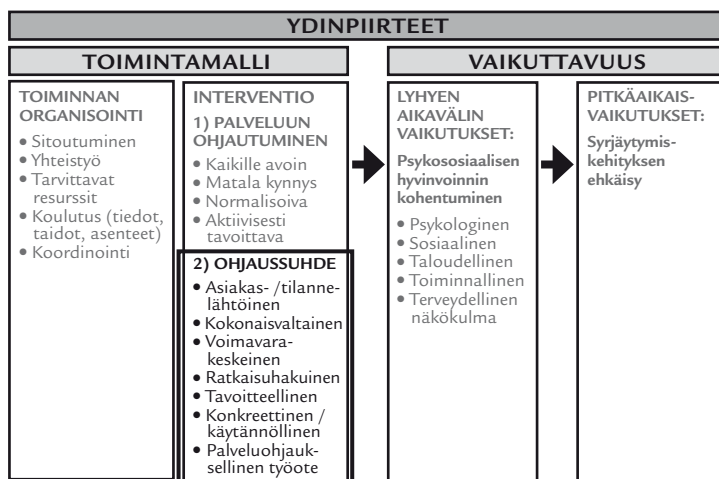 YDINPIIRTEET
TOIMINTAMALLI
VAIKUTTAVUUS
TOIMINNAN
ORGANISOINTI
• Sitoutuminen
• Yhteistyö
• Tarvittavat
resurssit
• Koulutus (tiedot,
taidot, asenteet)
• Koordinointi
INTERVENTIO
1) PALVELUUN
OHJAUTUMINEN
• Kaikille avoin
• Matala kynnys
• Normalisoiva
• Aktiivisesti
tavoittava
2) OHJAUSSUHDE
• Asiakas- /tilanne-
lähtöinen
• Kokonaisvaltainen
• Voimavara-
keskeinen
• Ratkaisuhakuinen
• Tavoitteellinen
• Konkreettinen /
käytännöllinen
• Palveluohjauk-
sellinen työote
LYHYEN
AIKAVÄLIN
VAIKUTUKSET:
Psykososiaalisen
hyvinvoinnin
kohentuminen
• Psykologinen
• Sosiaalinen
• Taloudellinen
• Toiminnallinen
• Terveydellinen
näkökulma
PITKÄAIKAIS-
VAIKUTUKSET:
Syrjäytymis-
kehityksen
ehkäisy